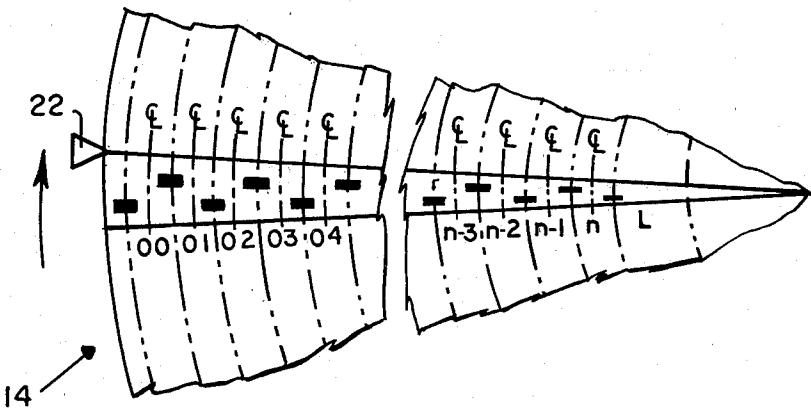 22
℄ ℄ ℄ ℄ ℄
℄ ℄ ℄ ℄
00 01 02 03 04
n-3 n-2 n-1 n L
14